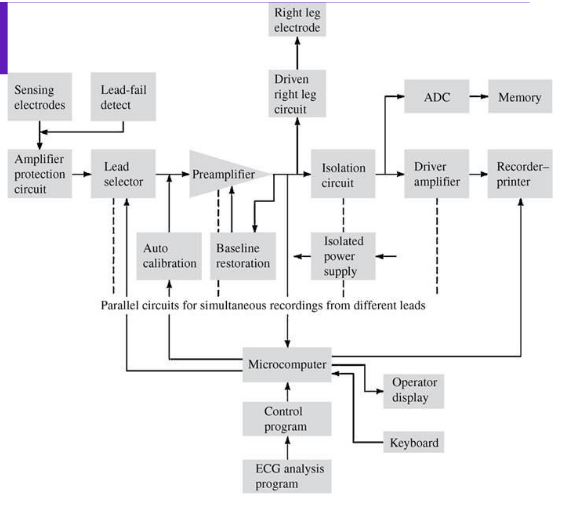 Right leg
electrode
Sensing
electrodes
Lead-fail
detect
Driven
right leg
circuit
ADC
Memory
Amplifier
protection
circuit
Lead
selector
Preamplifier
Isolation
circuit
Driver
amplifier
Recorder–
printer
Auto
calibration
Baseline
restoration
Isolated
power
supply
Parallel circuits for simultaneous recordings from different leads
Microcomputer
Operator
display
Control
program
Keyboard
ECG analysis
program